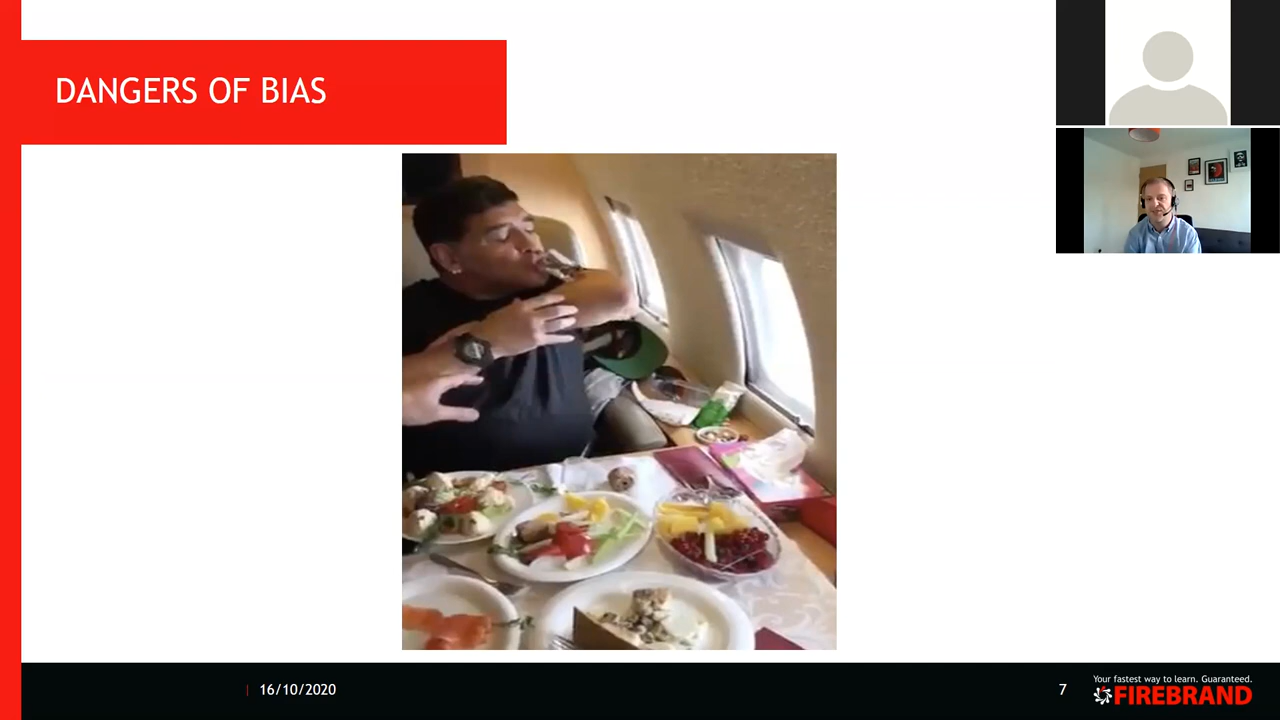 DANGERS OF BIAS
16/10/2020
7
Your fastest way to learn. Guaranteed.
FIREBRAND